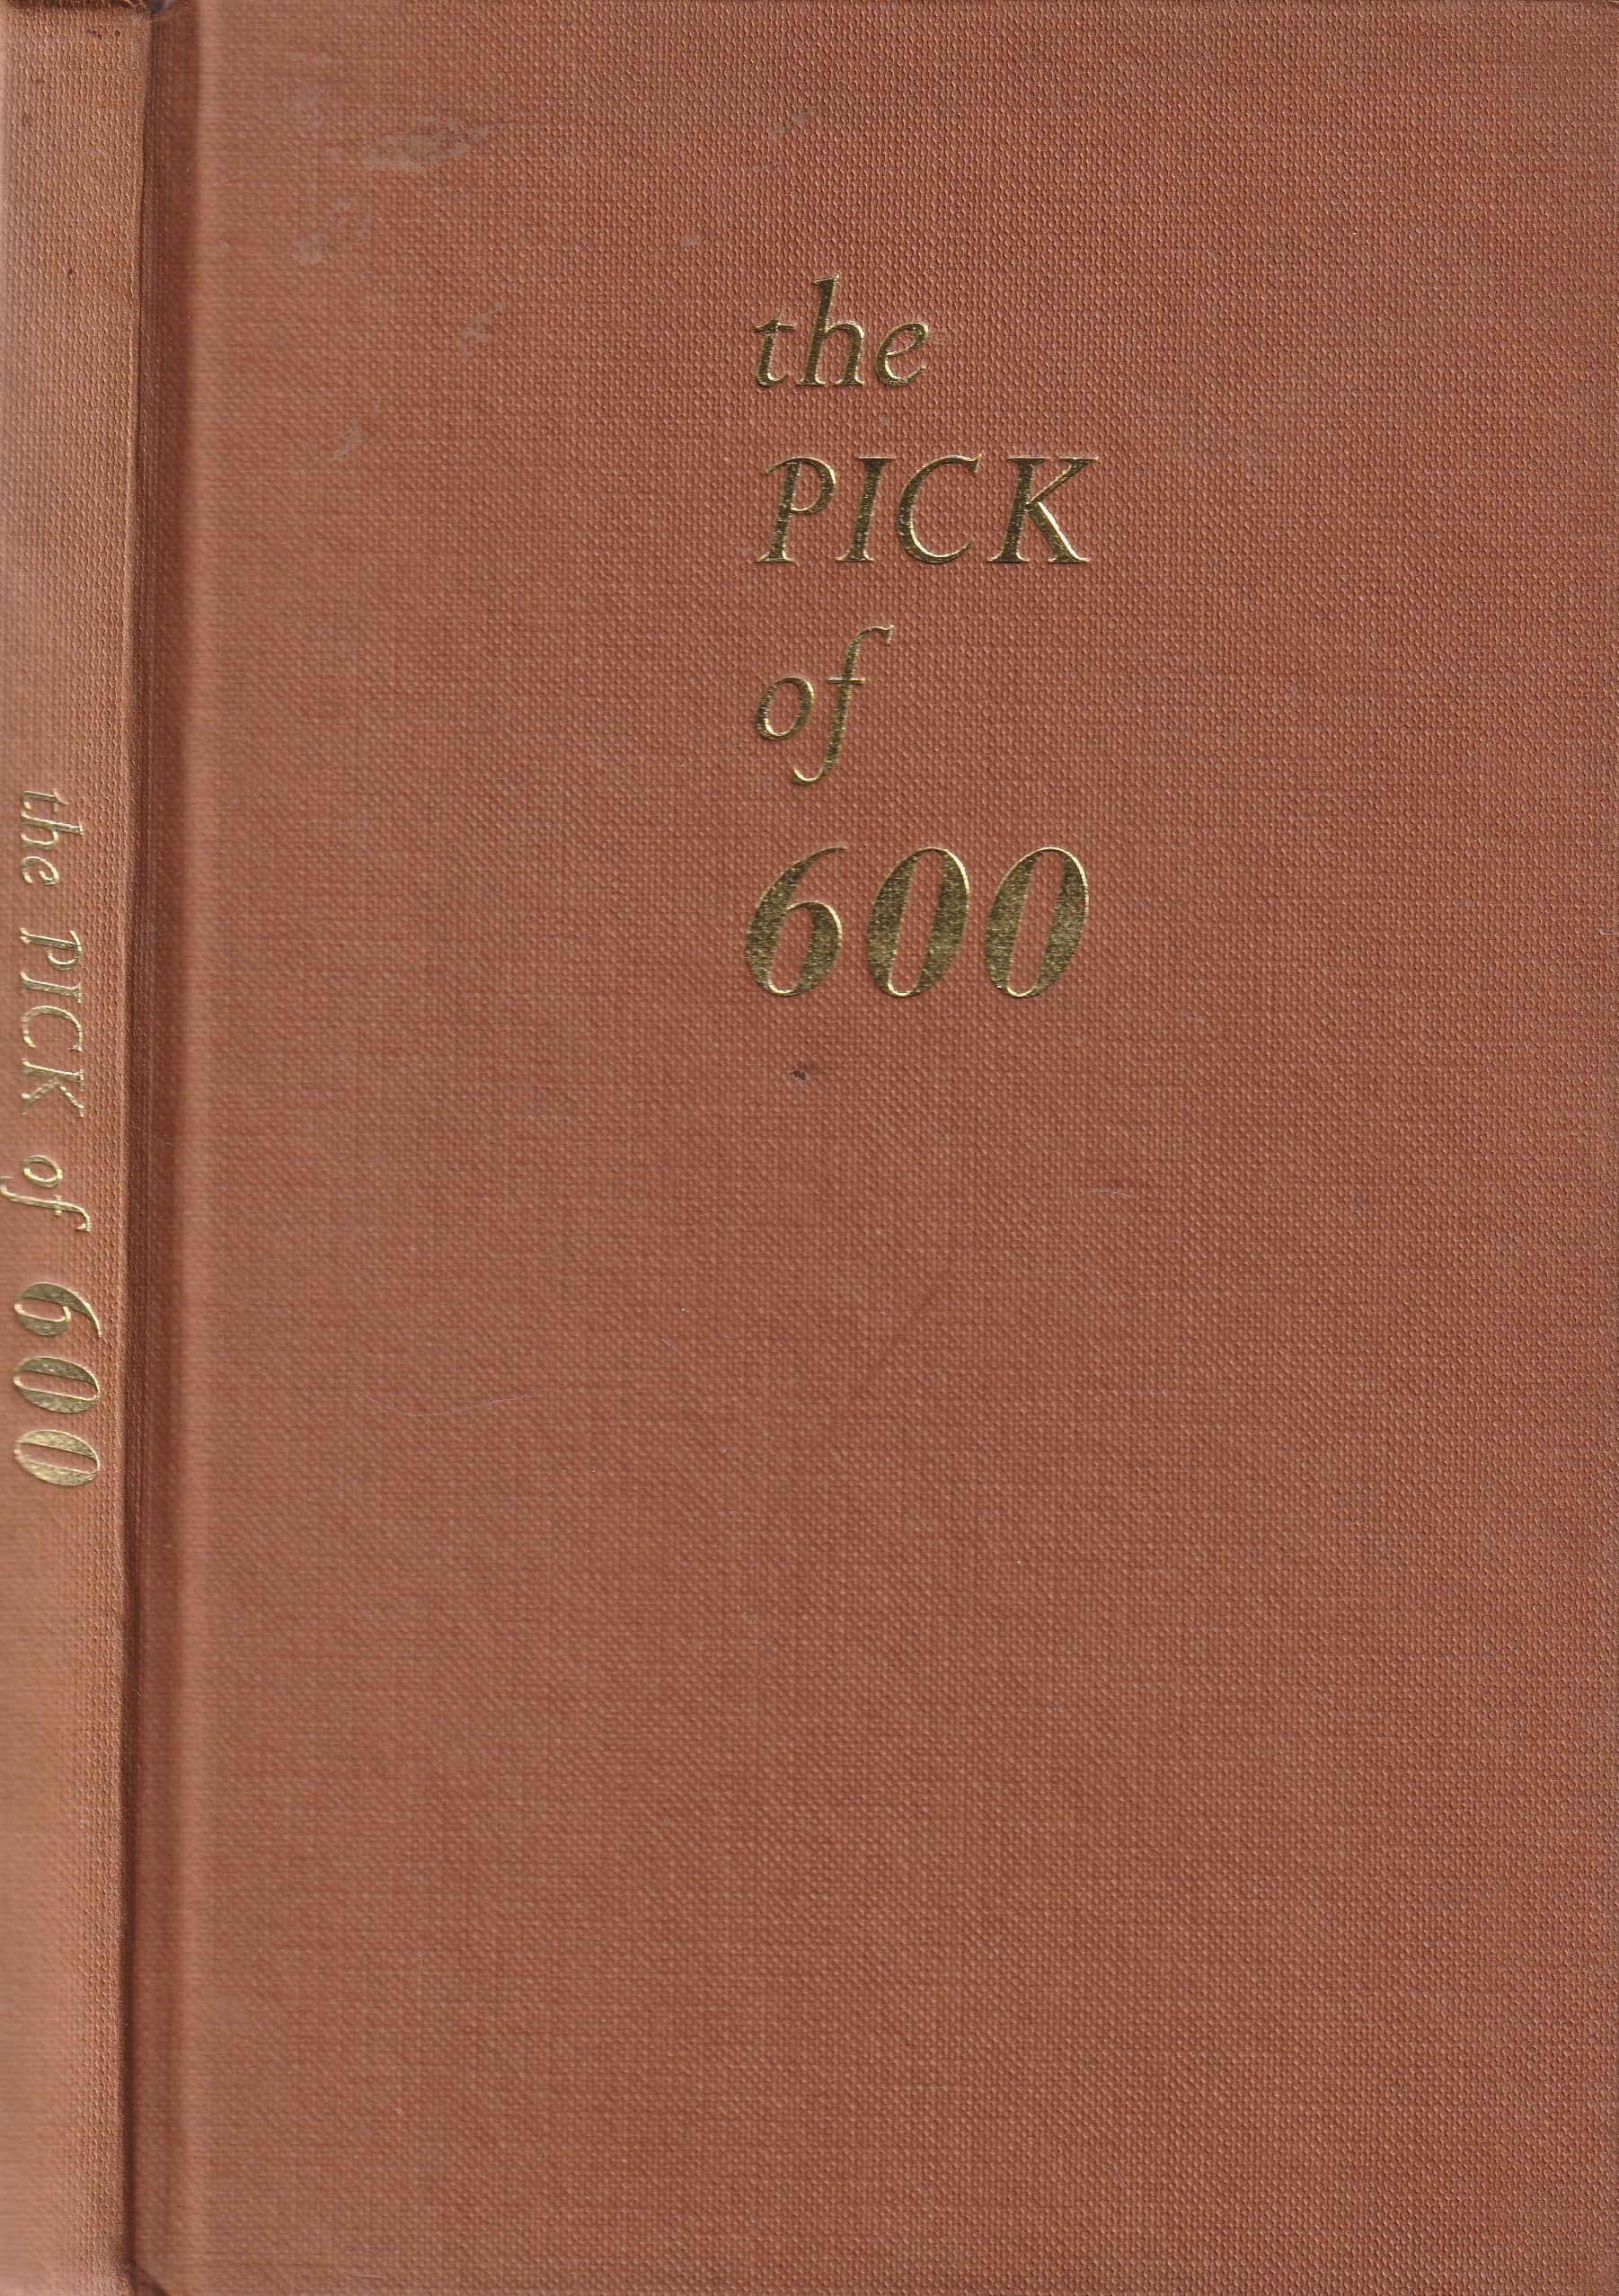 the
PICK
of
600
the PICK of 600